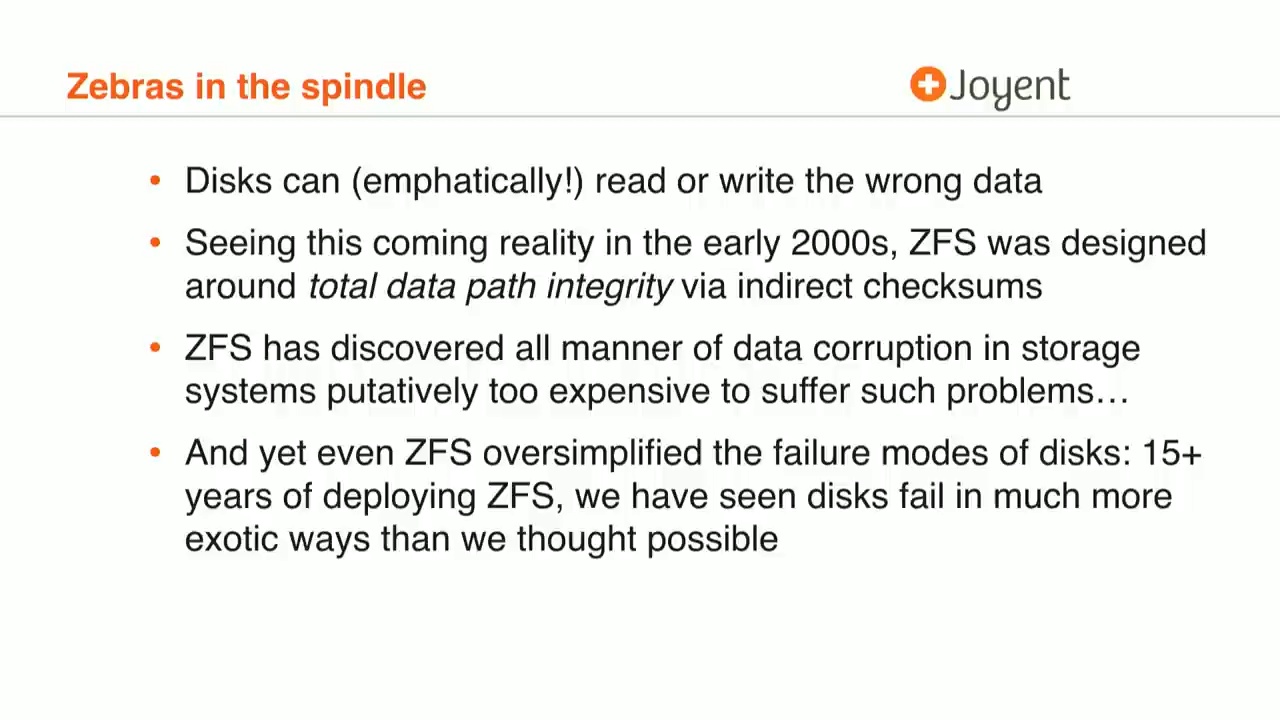 Zebras in the spindle
Joyent
• Disks can (emphatically!) read or write the wrong data
• Seeing this coming reality in the early 2000s, ZFS was designed
around total data path integrity via indirect checksums
• ZFS has discovered all manner of data corruption in storage
systems putatively too expensive to suffer such problems…
• And yet even ZFS oversimplified the failure modes of disks: 15+
years of deploying ZFS, we have seen disks fail in much more
exotic ways than we thought possible